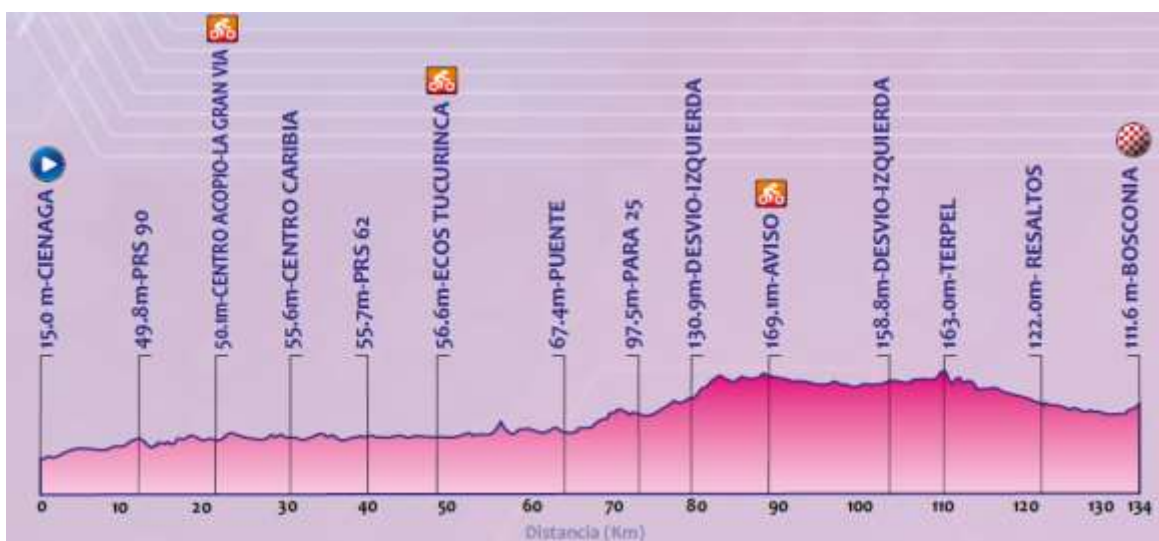 15.0 m-CIENAGA
49.8m-PRS 90
50.1m-CENTRO ACOPIO-LA GRAN VIA
55.6m-CENTRO CARIBIA
55.7m-PRS 62
56.6m-ECOS TUCURINCA
67.4m-PUENTE
97.5m-PARA 25
130.9m-DESVIO-IZQUIERDA
169.1m-AVISO
158.8m-DESVIO-IZQUIERDA
163.0m-TERPEL
122.0m- RESALTOS
111.6 m-BOSCONIA
0 10 20 30 40 50 60 70 80 90 100 110 120 130 134
Distancia (Km)